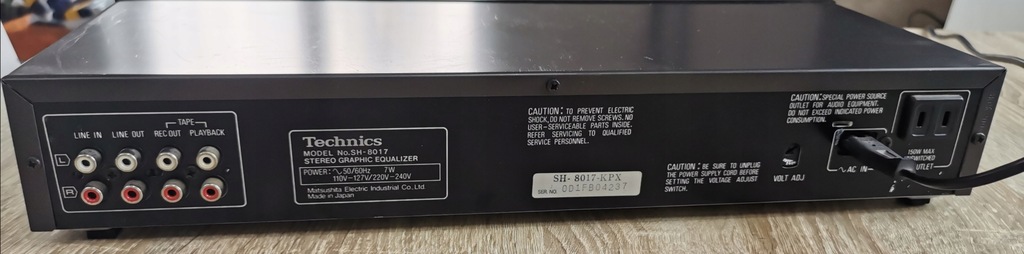 TAPE
LINE IN LINE OUT REC OUT PLAYBACK
L
R
Technics
MODEL No.SH-8017
STEREO GRAPHIC EQUALIZER
POWER: 50/60Hz 7W
110V-127V/220V-240V
Matsushita Electric Industrial Co., Ltd.
Made in Japan
CAUTION: TO PREVENT ELECTRIC
SHOCK, DO NOT REMOVE SCREWS. NO
USER-SERVICEABLE PARTS INSIDE.
REFER SERVICING TO QUALIFIED
SERVICE PERSONNEL.
SH-8017-KPX
SER. NO. 0D1FB04237
CAUTION: BE SURE TO UNPLUG
THE POWER SUPPLY CORD BEFORE
SETTING THE VOLTAGE ADJUST
SWITCH.
VOLT ADJ
CAUTION: SPECIAL POWER SOURCE
OUTLET FOR AUDIO EQUIPMENT.
DO NOT EXCEED INDICATED POWER
CONSUMPTION.
~ AC IN
150W MAX